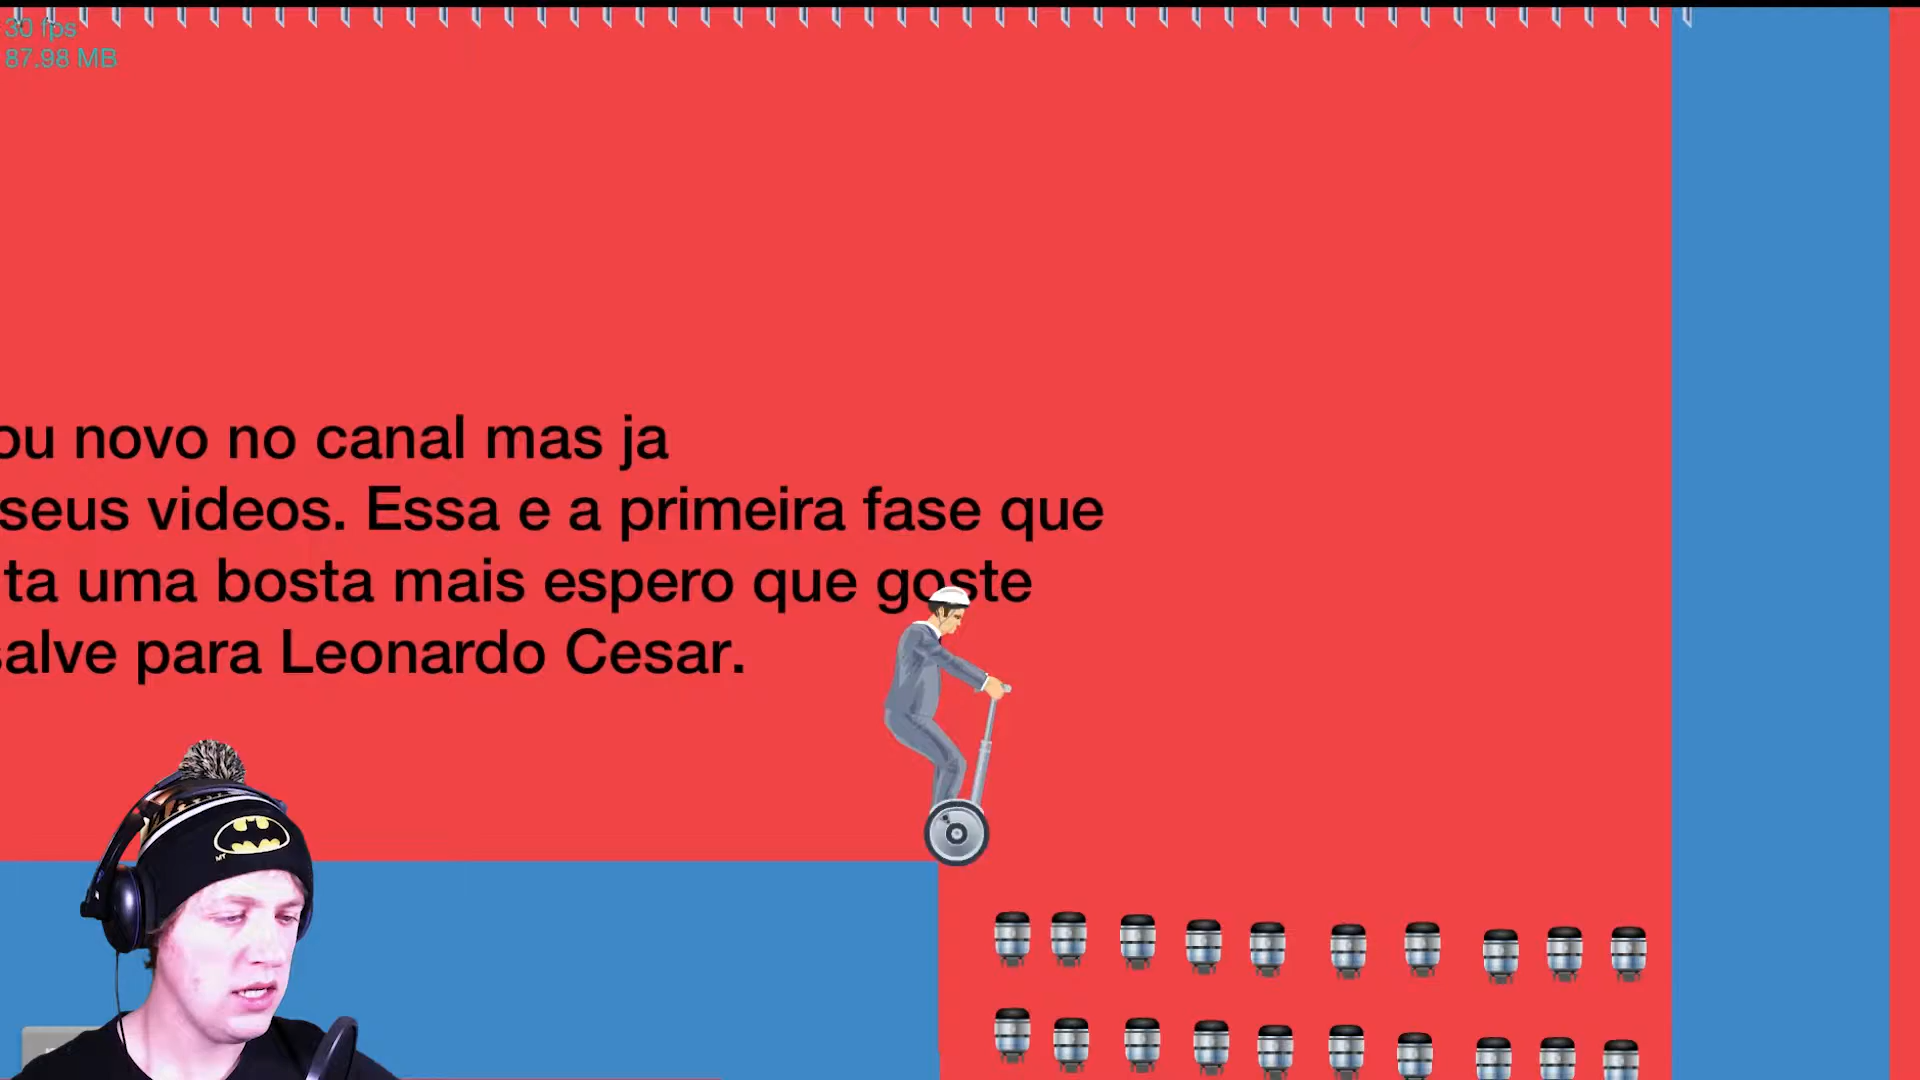 30 fps
87.98 MB
ou novo no canal mas ja
seus videos. Essa e a primeira fase que
ta uma bosta mais espero que goste
salve para Leonardo Cesar.
MT